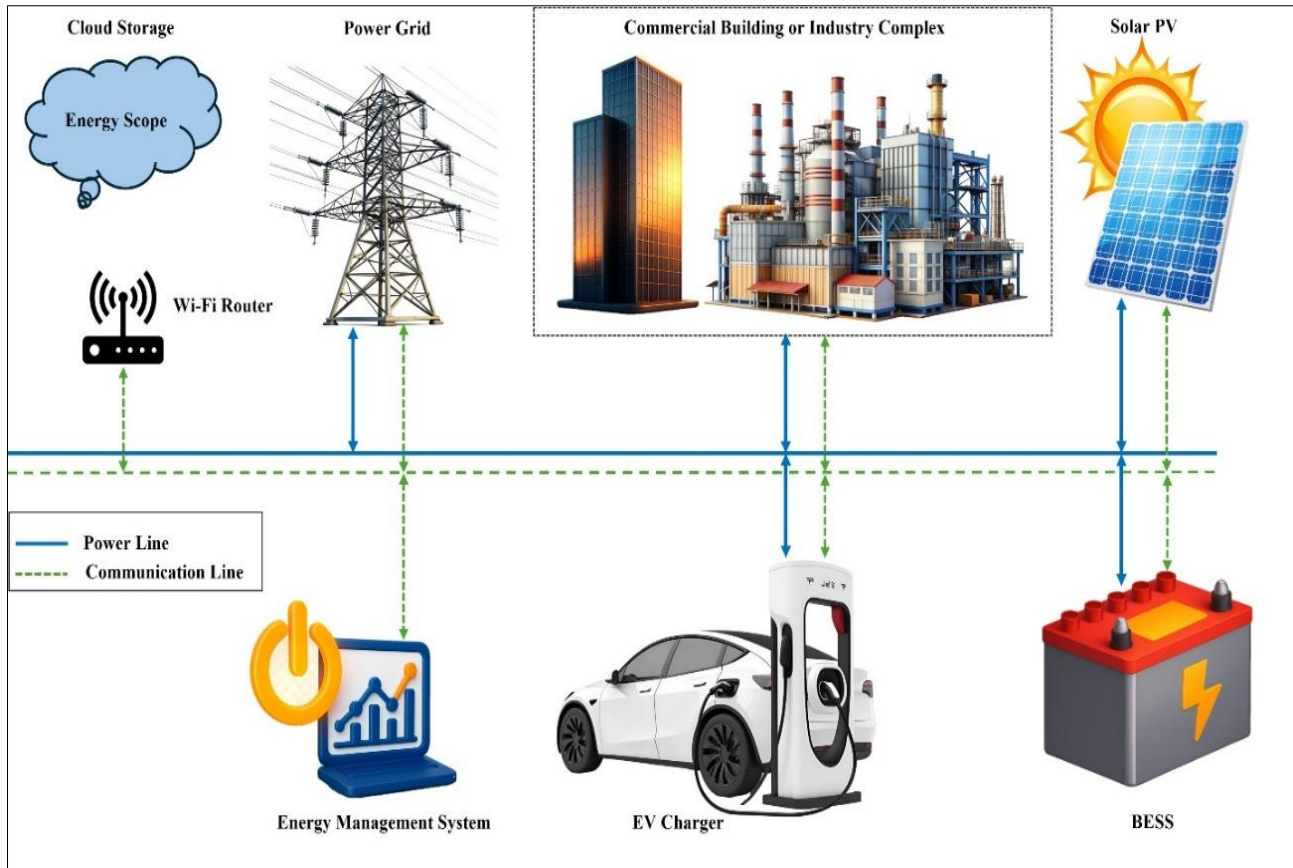 Cloud Storage
Power Grid
Commercial Building or Industry Complex
Solar PV
Energy Scope
Wi-Fi Router
Power Line
Communication Line
Energy Management System
EV Charger
BESS